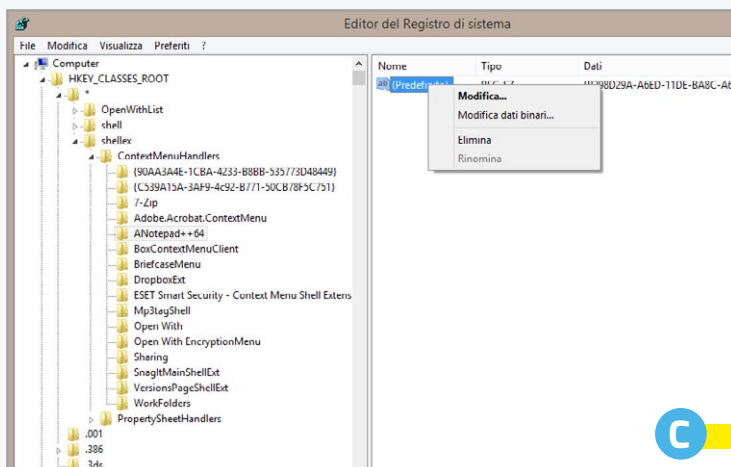 Editor del Registro di sistema
File Modifica Visualizza Preferiti ?
Computer
HKEY_CLASSES_ROOT
*
OpenWithList
shell
shellex
ContextMenuHandlers
{90AA3A4E-1CBA-4233-B8BB-535773D48449}
{C539A15A-3AF9-4c92-B771-50CB78F5C751}
7-Zip
Adobe.Acrobat.ContextMenu
ANotepad++64
BoxContextMenuClient
BriefcaseMenu
DropboxExt
ESET Smart Security - Context Menu Shell Extens
Mp3tagShell
Open With
Open With EncryptionMenu
Sharing
SnagItMainShellExt
VersionsPageShellExt
WorkFolders
PropertySheetHandlers
.001
.386
.3ds
Nome Tipo Dati
ab
Modifica...
Modifica dati binari...
Elimina
Rinomina
C